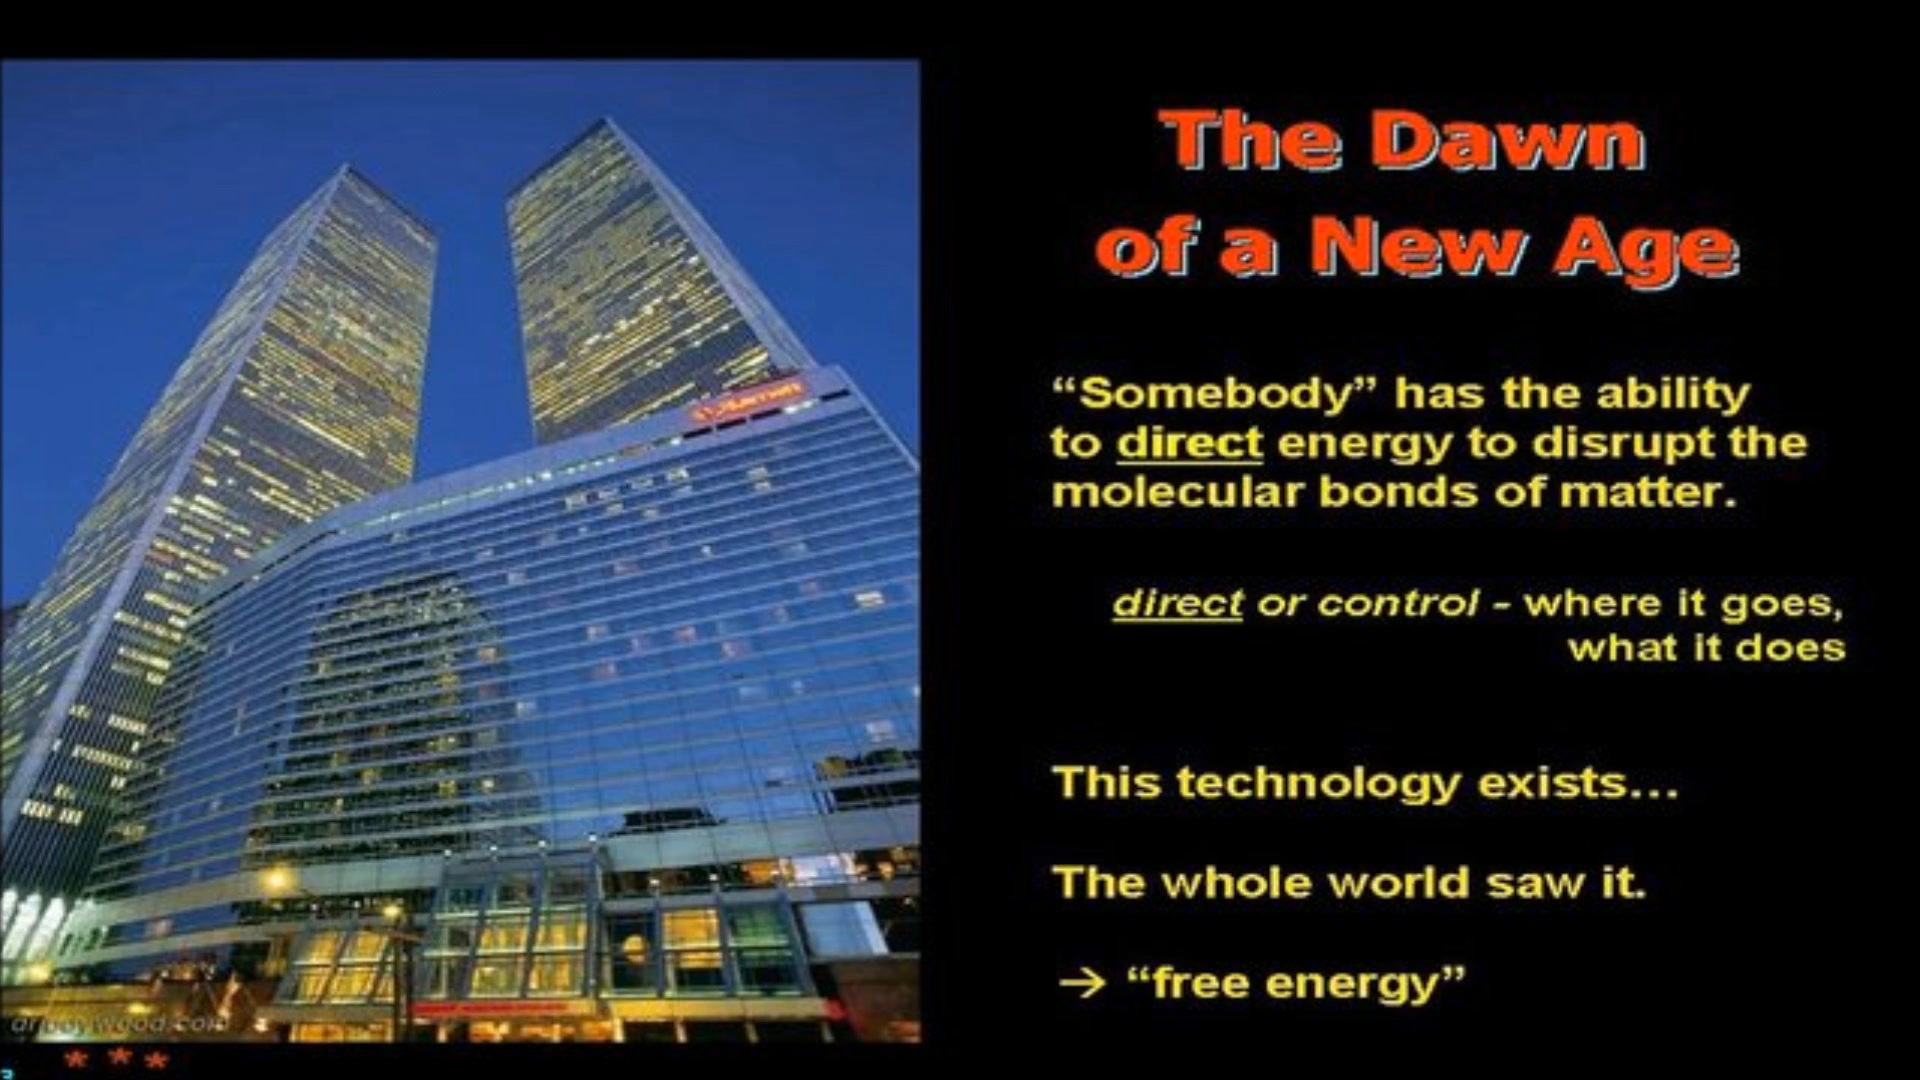 The Dawn
of a New Age
“Somebody” has the ability
to direct energy to disrupt the
molecular bonds of matter.
direct or control - where it goes,
what it does
This technology exists...
The whole world saw it.
→ “free energy”
Marriott
* * *